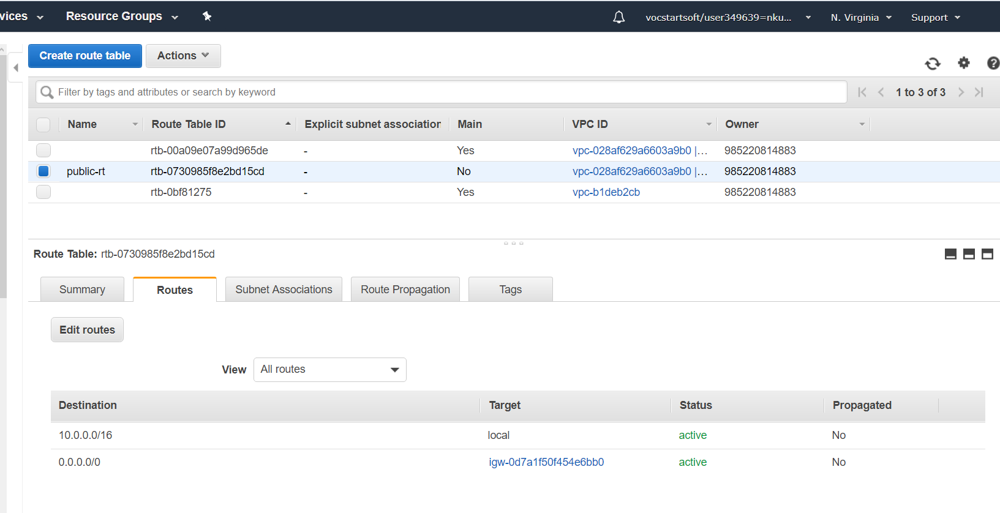 vices Resource Groups vocstartsoft/user349639=nku... N. Virginia Support
Create route table Actions
Filter by tags and attributes or search by keyword 1 to 3 of 3
Name Route Table ID Explicit subnet association Main VPC ID Owner
rtb-00a09e07a99d965de - Yes vpc-028af629a6603a9b0 |... 985220814883
public-rt rtb-0730985f8e2bd15cd - No vpc-028af629a6603a9b0 |... 985220814883
rtb-0bf81275 - Yes vpc-b1deb2cb 985220814883
Route Table: rtb-0730985f8e2bd15cd
Summary Routes Subnet Associations Route Propagation Tags
Edit routes
View All routes
Destination Target Status Propagated
10.0.0.0/16 local active No
0.0.0.0/0 igw-0d7a1f50f454e6bb0 active No